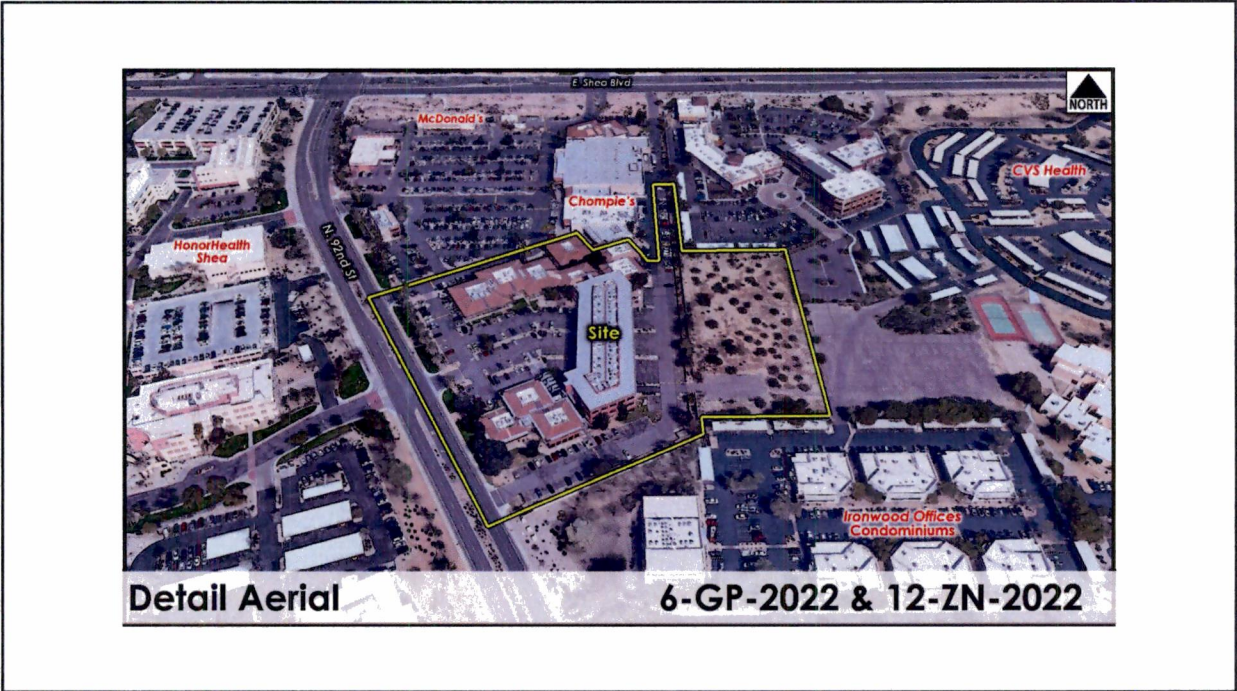 E. Shea Blvd
NORTH
McDonald's
CVS Health
Chompie's
N. 92nd St
HonorHealth
Shea
Site
Ironwood Offices
Condominiums
Detail Aerial
6-GP-2022 & 12-ZN-2022